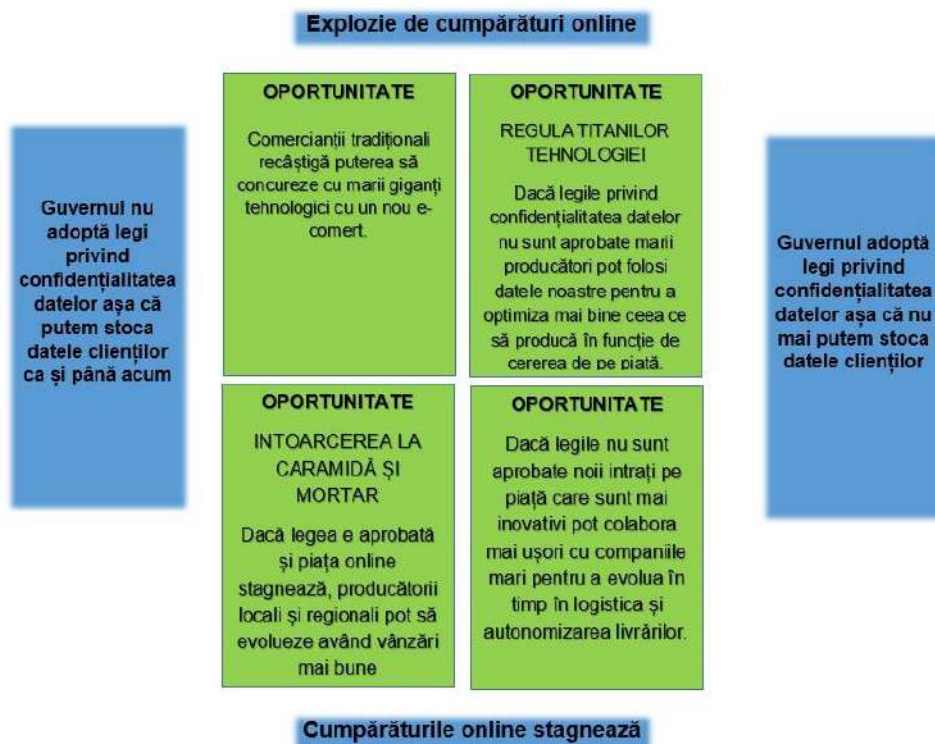 Explozie de cumpărături online
Guvernul nu
adoptă legi
privind
confidențialitatea
datelor așa că
putem stoca
datele clienților
ca și până acum
OPORTUNITATE
Comercianții tradiționali
recâștigă puterea să
concureze cu marii giganți
tehnologici cu un nou e-
comert.
OPORTUNITATE
REGULA TITANILOR
TEHNOLOGIEI
Dacă legile privind
confidențialitatea datelor
nu sunt aprobate marii
producători pot folosi
datele noastre pentru a
optimiza mai bine ceea ce
să producă în funcție de
cererea de pe piată.
Guvernul adoptă
legi privind
confidențialitatea
datelor așa că nu
mai putem stoca
datele clienților
OPORTUNITATE
INTOARCEREA LA
CARAMIDĂ ȘI
MORTAR
Dacă legea e aprobată
și piața online
stagnează, producătorii
locali și regionali pot să
evolueze având vânzări
mai bune
OPORTUNITATE
Dacă legile nu sunt
aprobate noii intrați pe
piață care sunt mai
inovativi pot colabora
mai ușori cu companiile
mari pentru a evolua în
timp în logistica și
autonomizarea livrărilor.
Cumpărăturile online stagnează